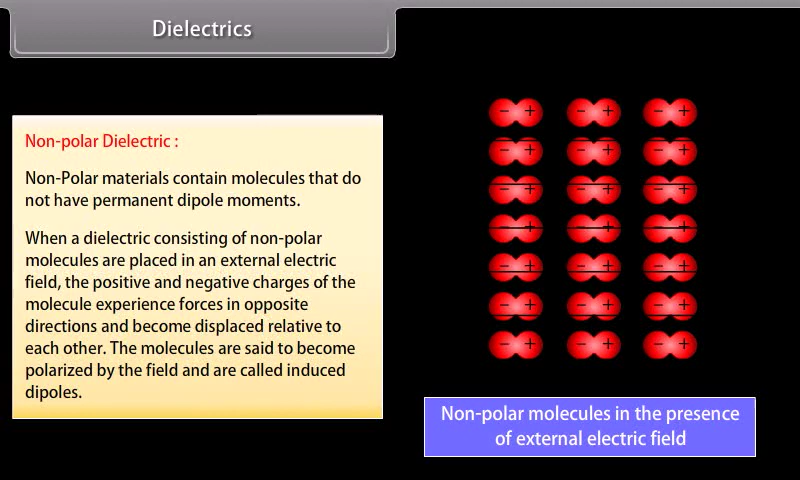 Dielectrics
Non-polar Dielectric :
Non-Polar materials contain molecules that do
not have permanent dipole moments.
When a dielectric consisting of non-polar
molecules are placed in an external electric
field, the positive and negative charges of the
molecule experience forces in opposite
directions and become displaced relative to
each other. The molecules are said to become
polarized by the field and are called induced
dipoles.
− + − + − +
− + − + − +
− + − + − +
− + − + − +
− + − + − +
− + − + − +
− + − + − +
Non-polar molecules in the presence
of external electric field